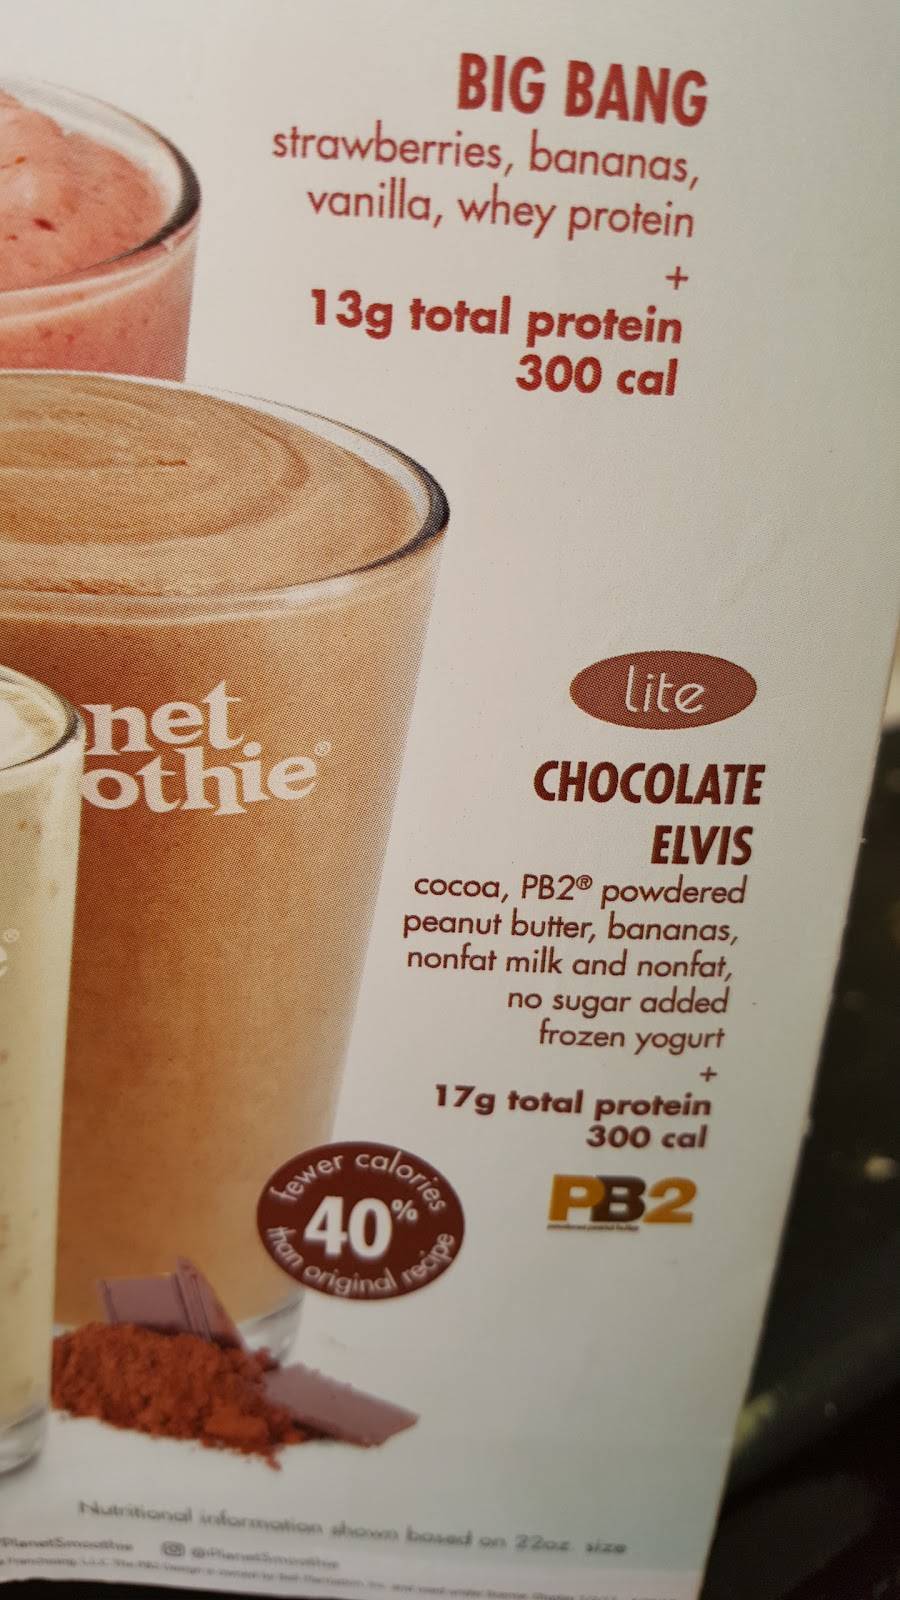 BIG BANG
strawberries, bananas,
vanilla, whey protein
+
13g total protein
300 cal
net
othie®
lite
CHOCOLATE
ELVIS
cocoa, PB2® powdered
peanut butter, bananas,
nonfat milk and nonfat,
no sugar added
frozen yogurt
+
17g total protein
300 cal
PB2
fewer calories
40%
than original recipe
Nutritional information shown based on 22oz size
PlanetSmoothie @PlanetSmoothie